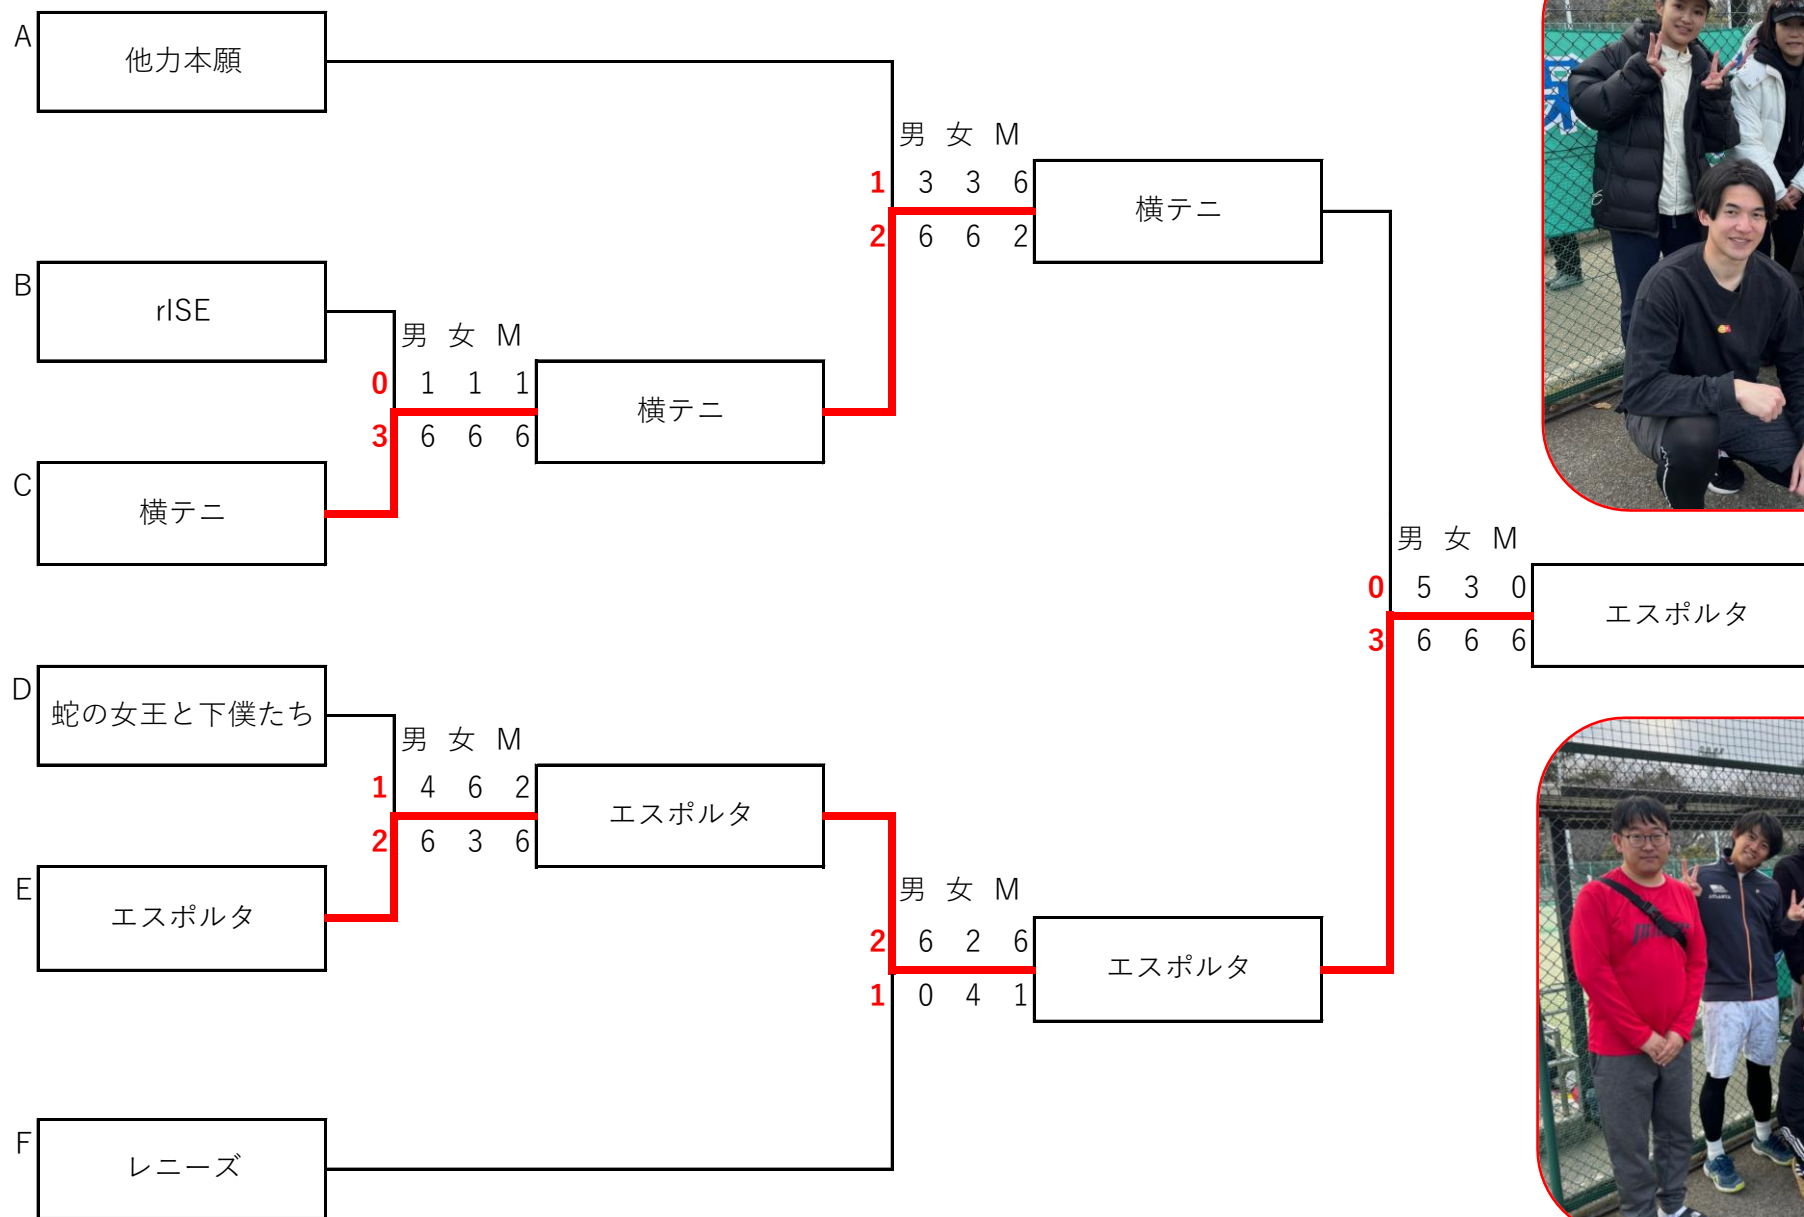 A
他力本願
男 女 M
1 3 3 6
横テニ
2 6 6 2
B
rISE
男 女 M
0 1 1 1
横テニ
3 6 6 6
C
横テニ
男 女 M
0 5 3 0
エスポルタ
3 6 6 6
D
蛇の女王と下僕たち
男 女 M
1 4 6 2
エスポルタ
2 6 3 6
E
エスポルタ
男 女 M
2 6 2 6
エスポルタ
1 0 4 1
F
レニーズ